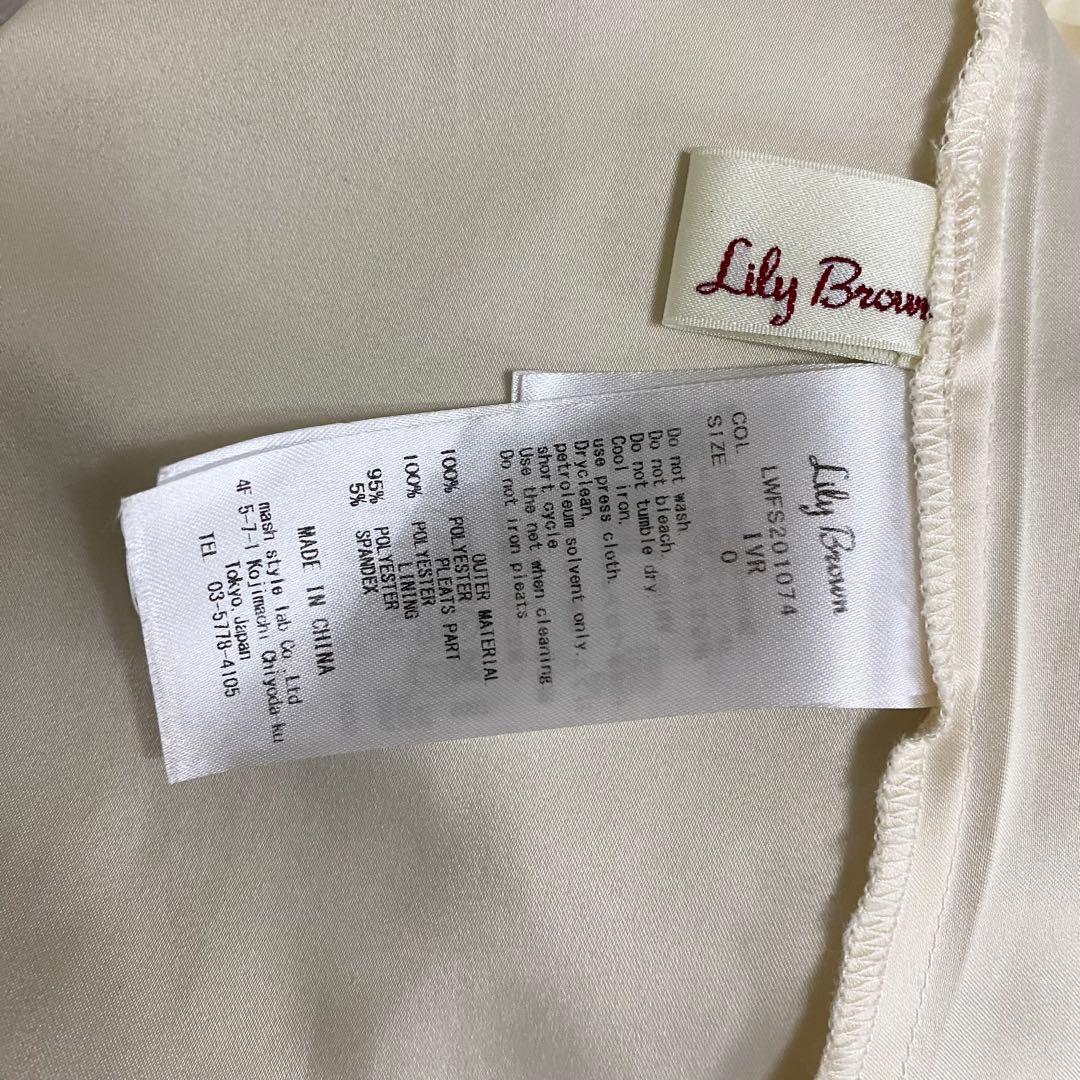 Lily Brown
Lily Brown
LWFS201074
COL IVR
SIZE 0
Do not wash
Do not bleach
Do not tumble dry
Cool iron,
use press cloth.
Dryclean,
petroleum solvent only.
short cycle
Use the net when cleaning
Do not iron pleats
OUTER MATERIAL
100% POLYESTER
PLEATS PART
100% POLYESTER
LINING
95% POLYESTER
5% SPANDEX
MADE IN CHINA
mash style lab Co.,Ltd
4F 5-7-1 Kojimachi Chiyoda-ku
Tokyo,Japan
TEL 03-5778-4105